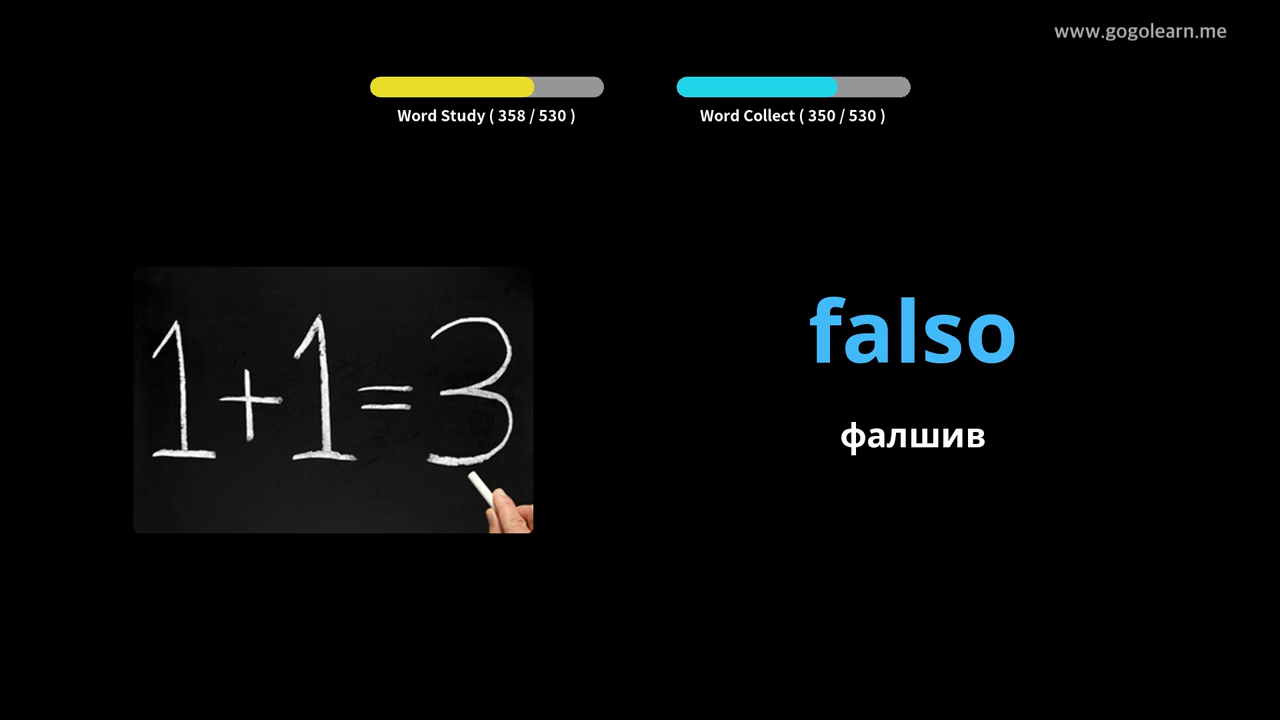 www.gogolearn.me
Word Study ( 358 / 530 )
Word Collect ( 350 / 530 )
1+1=3
falso
фалшив